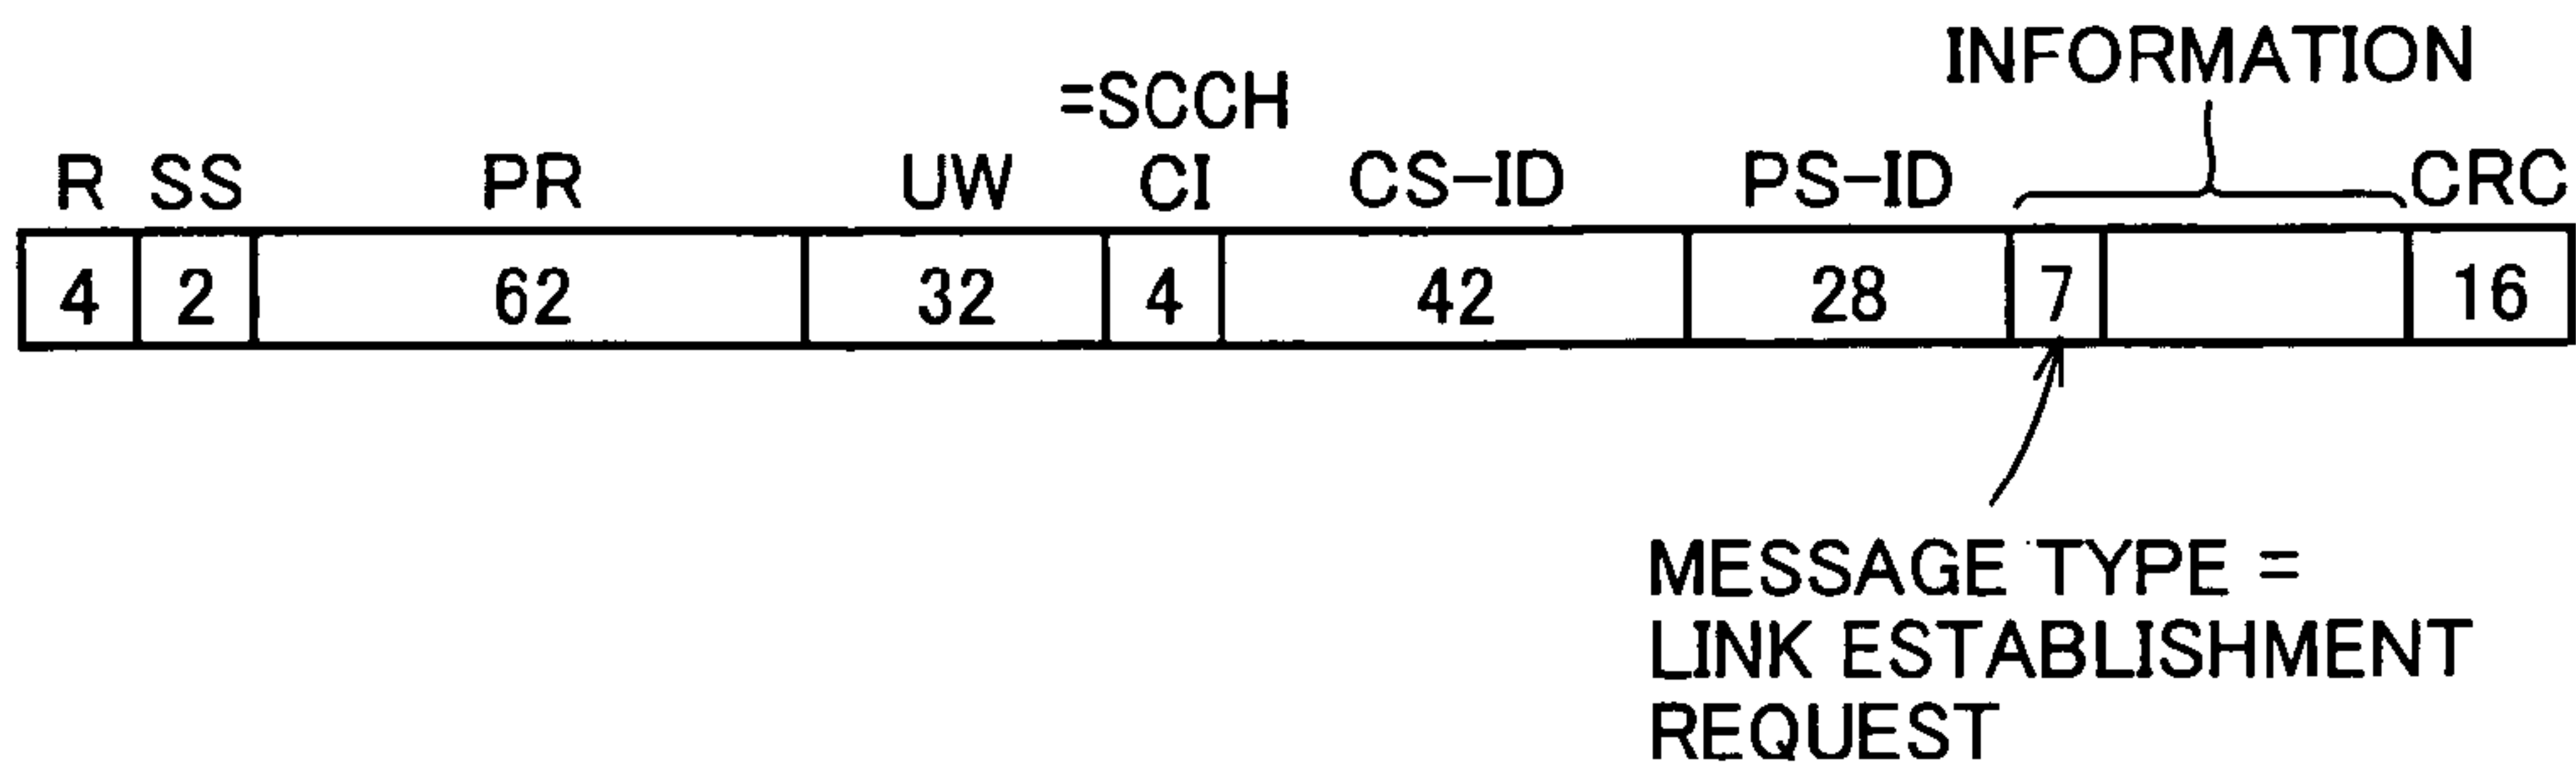 INFORMATION
=SCCH
R SS PR UW CI CS-ID PS-ID CRC
4 2 62 32 4 42 28 7 16
MESSAGE TYPE =
LINK ESTABLISHMENT
REQUEST